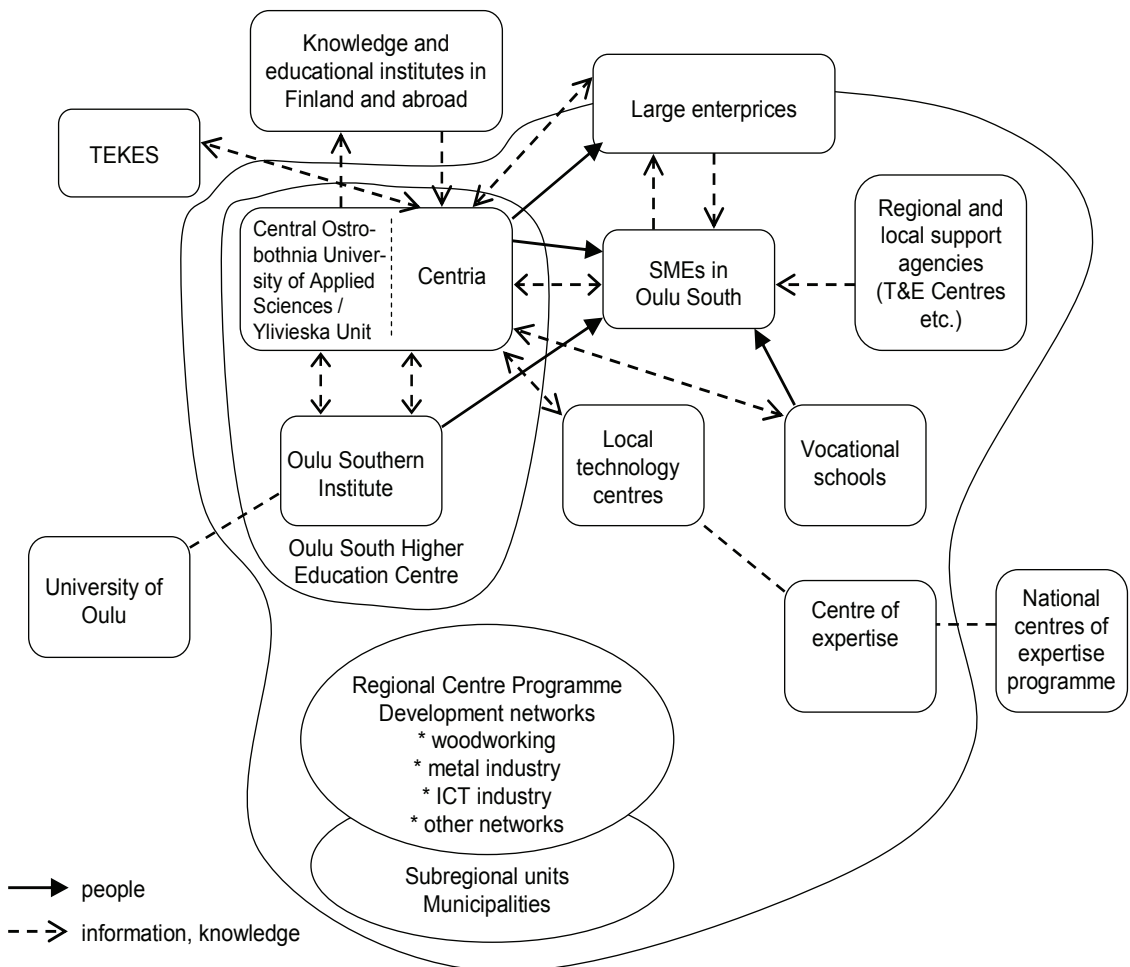 Knowledge and
educational institutes in
Finland and abroad
Large enterprices
TEKES
Central Ostro-
bothnia Univer-
sity of Applied
Sciences /
Ylivieska Unit
Centria
SMEs in
Oulu South
Regional and
local support
agencies
(T&E Centres
etc.)
Oulu Southern
Institute
Local
technology
centres
Vocational
schools
Oulu South Higher
Education Centre
University of
Oulu
Centre of
expertise
National
centres of
expertise
programme
Regional Centre Programme
Development networks
* woodworking
* metal industry
* ICT industry
* other networks
Subregional units
Municipalities
people
information, knowledge